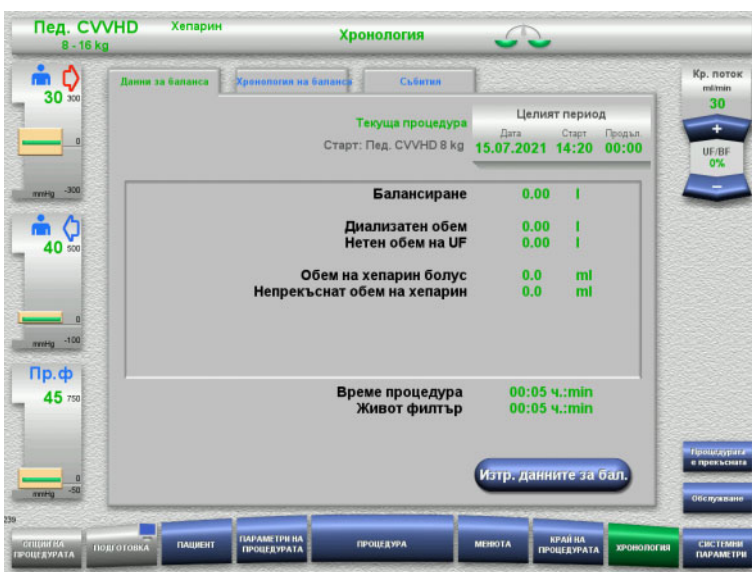 Пед. CVVHD
Хепарин
Хронология
8 - 16 kg
30
300
0
mmHg
-300
40
500
0
mmHg
-100
Пр.ф
45
750
0
mmHg
-50
Данни за баланса
Хронология на баланса
Събития
Текуща процедура
Старт: Пед. CVVHD 8 kg
Целият период
Дата
Старт
Продъл.
15.07.2021
14:20
00:00
Балансиране 0.00 l
Диализатен обем 0.00 l
Нетен обем на UF 0.00 l
Обем на хепарин болус 0.0 ml
Непрекъснат обем на хепарин 0.0 ml
Време процедура 00:05 ч.:min
Живот филтър 00:05 ч.:min
Изтр. данните за бал.
Кр. поток
ml/min
30
+
UF/BF
0%
−
Процедурата
е прекъсната
Обслужване
239
ОПЦИИ НА
ПРОЦЕДУРАТА
ПОДГОТОВКА
ПАЦИЕНТ
ПАРАМЕТРИ НА
ПРОЦЕДУРАТА
ПРОЦЕДУРА
МЕНЮТА
КРАЙ НА
ПРОЦЕДУРАТА
ХРОНОЛОГИЯ
СИСТЕМНИ
ПАРАМЕТРИ